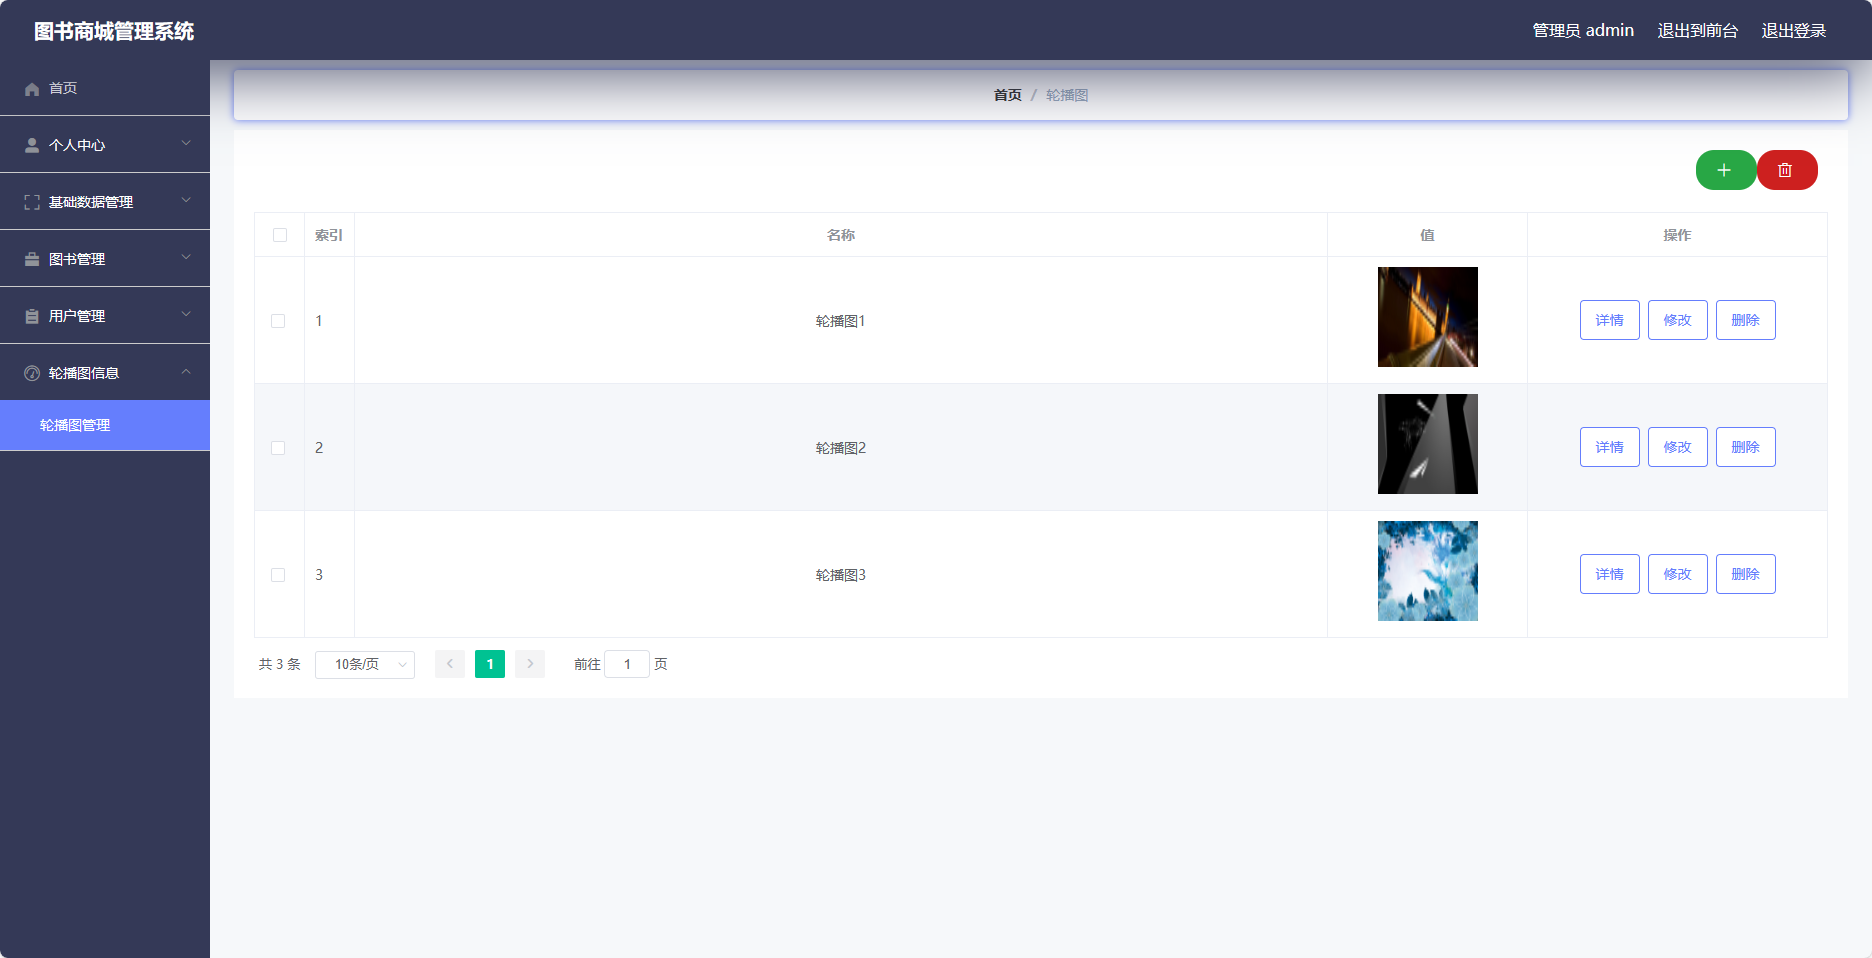 图书商城管理系统
管理员 admin 退出到前台 退出登录
首页
个人中心
基础数据管理
图书管理
用户管理
轮播图信息
轮播图管理
首页 / 轮播图
索引 名称 值 操作
1 轮播图1 详情 修改 删除
2 轮播图2 详情 修改 删除
3 轮播图3 详情 修改 删除
共 3 条 10条/页 1 前往 1 页